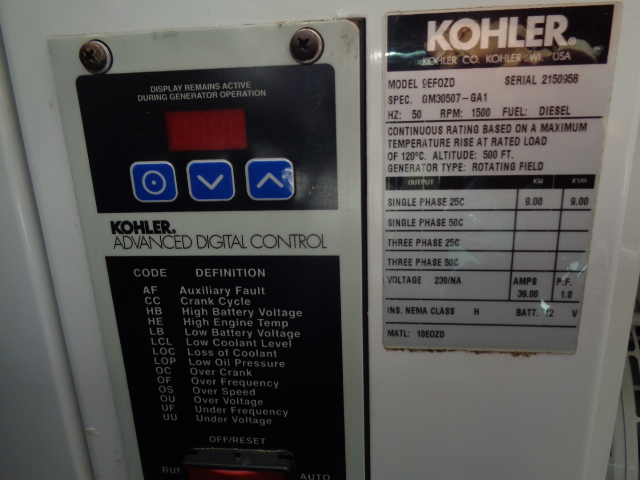 DISPLAY REMAINS ACTIVE
DURING GENERATOR OPERATION
KOHLER.
ADVANCED DIGITAL CONTROL
CODE DEFINITION
AF Auxiliary Fault
CC Crank Cycle
HB High Battery Voltage
HE High Engine Temp
LB Low Battery Voltage
LCL Low Coolant Level
LOC Loss of Coolant
LOP Low Oil Pressure
OC Over Crank
OF Over Frequency
OS Over Speed
OU Over Voltage
UF Under Frequency
UU Under Voltage
OFF/RESET
RUN AUTO
KOHLER®
KOHLER CO. KOHLER WI. USA
MODEL 9EFOZD SERIAL 2150958
SPEC. GM30507-GA1
HZ: 50 RPM: 1500 FUEL: DIESEL
CONTINUOUS RATING BASED ON A MAXIMUM
TEMPERATURE RISE AT RATED LOAD
OF 120°C. ALTITUDE: 500 FT.
GENERATOR TYPE: ROTATING FIELD
OUTPUT KW KVA
SINGLE PHASE 25C 9.00 9.00
SINGLE PHASE 50C
THREE PHASE 25C
THREE PHASE 50C
VOLTAGE 230/NA AMPS P.F.
39.00 1.0
INS. NEMA CLASS H BATT. 12 V
MATL: 10EOZD